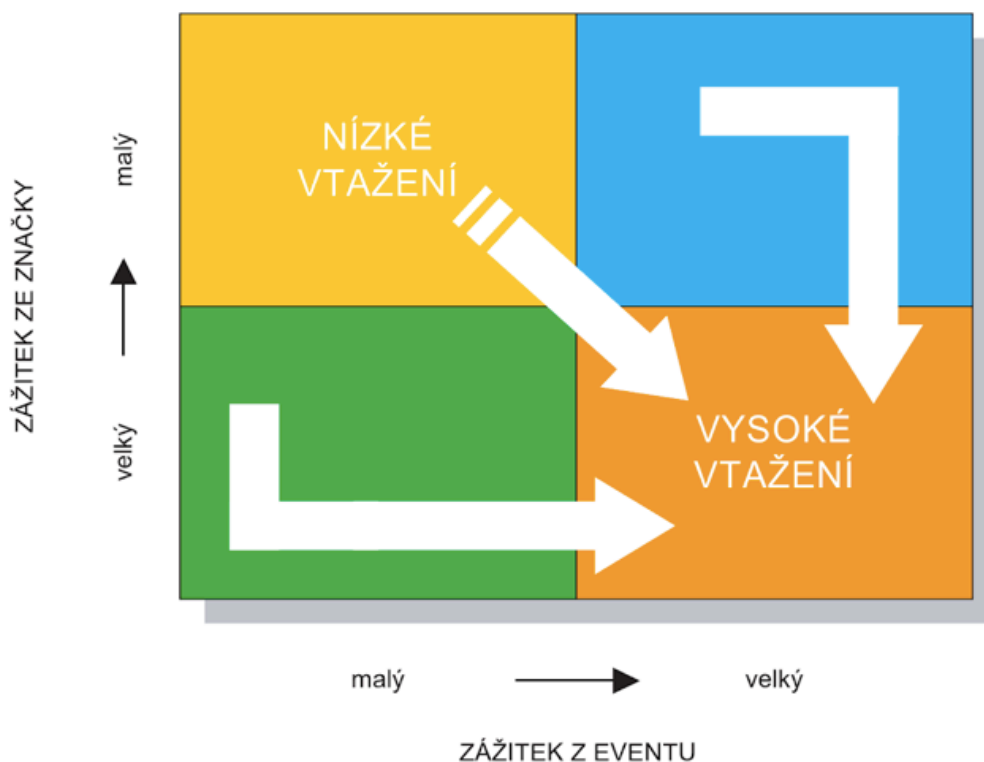 ZÁŽITEK ZE ZNAČKY
malý
velký
NÍZKÉ
VTAŽENÍ
VYSOKÉ
VTAŽENÍ
malý
velký
ZÁŽITEK Z EVENTU